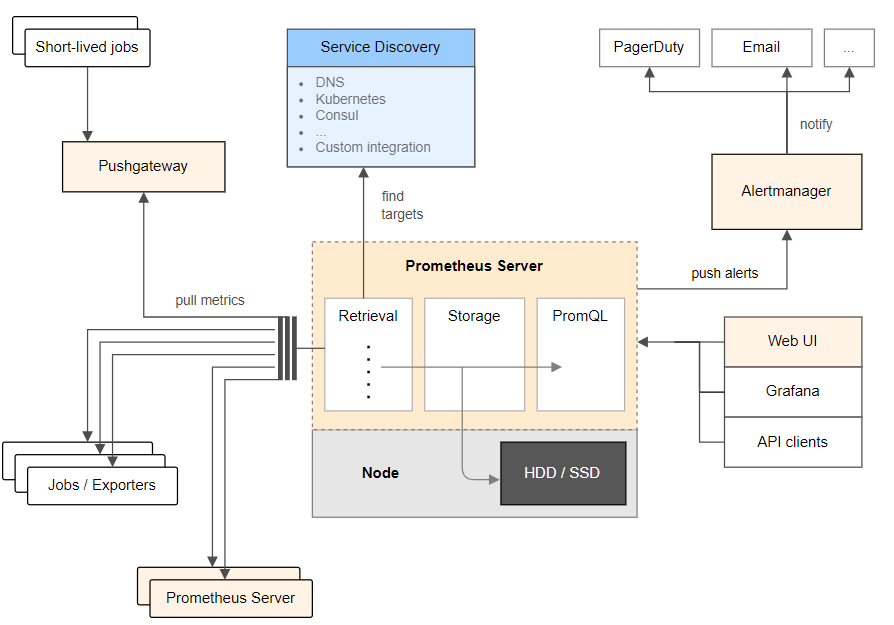 Short-lived jobs
Service Discovery
PagerDuty
Email
...
DNS
Kubernetes
Consul
...
Custom integration
notify
Pushgateway
Alertmanager
find
targets
Prometheus Server
push alerts
pull metrics
Retrieval
Storage
PromQL
Web UI
Grafana
API clients
Node
HDD / SSD
Jobs / Exporters
Prometheus Server